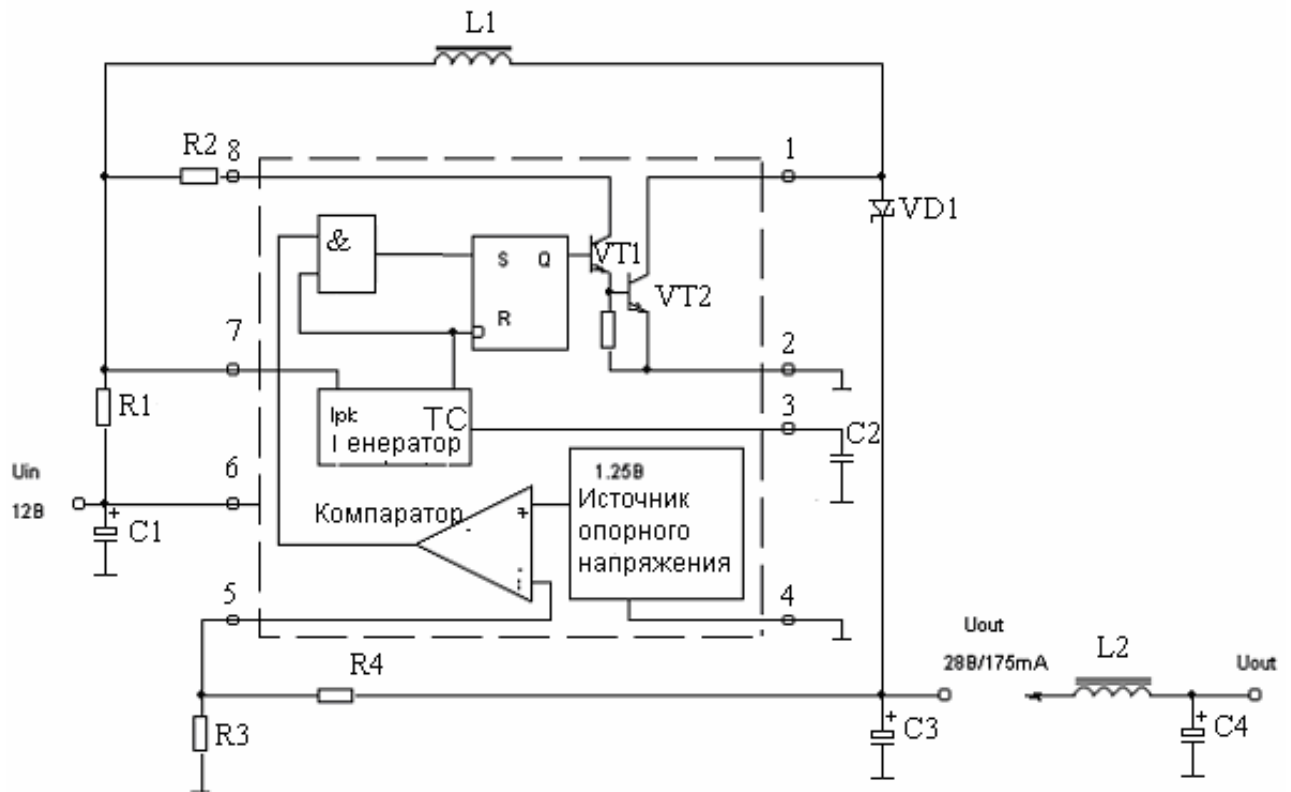 L1
R2
8
1
VD1
&
S Q
R
VT1
VT2
7
2
R1
Ipk TC
Генератор
3
C2
Uin
12В
6
C1
Компаратор
+
1.25В
Источник
опорного
напряжения
5
4
R4
R3
Uout
28В/175mA
L2
Uout
+
C3
+
C4